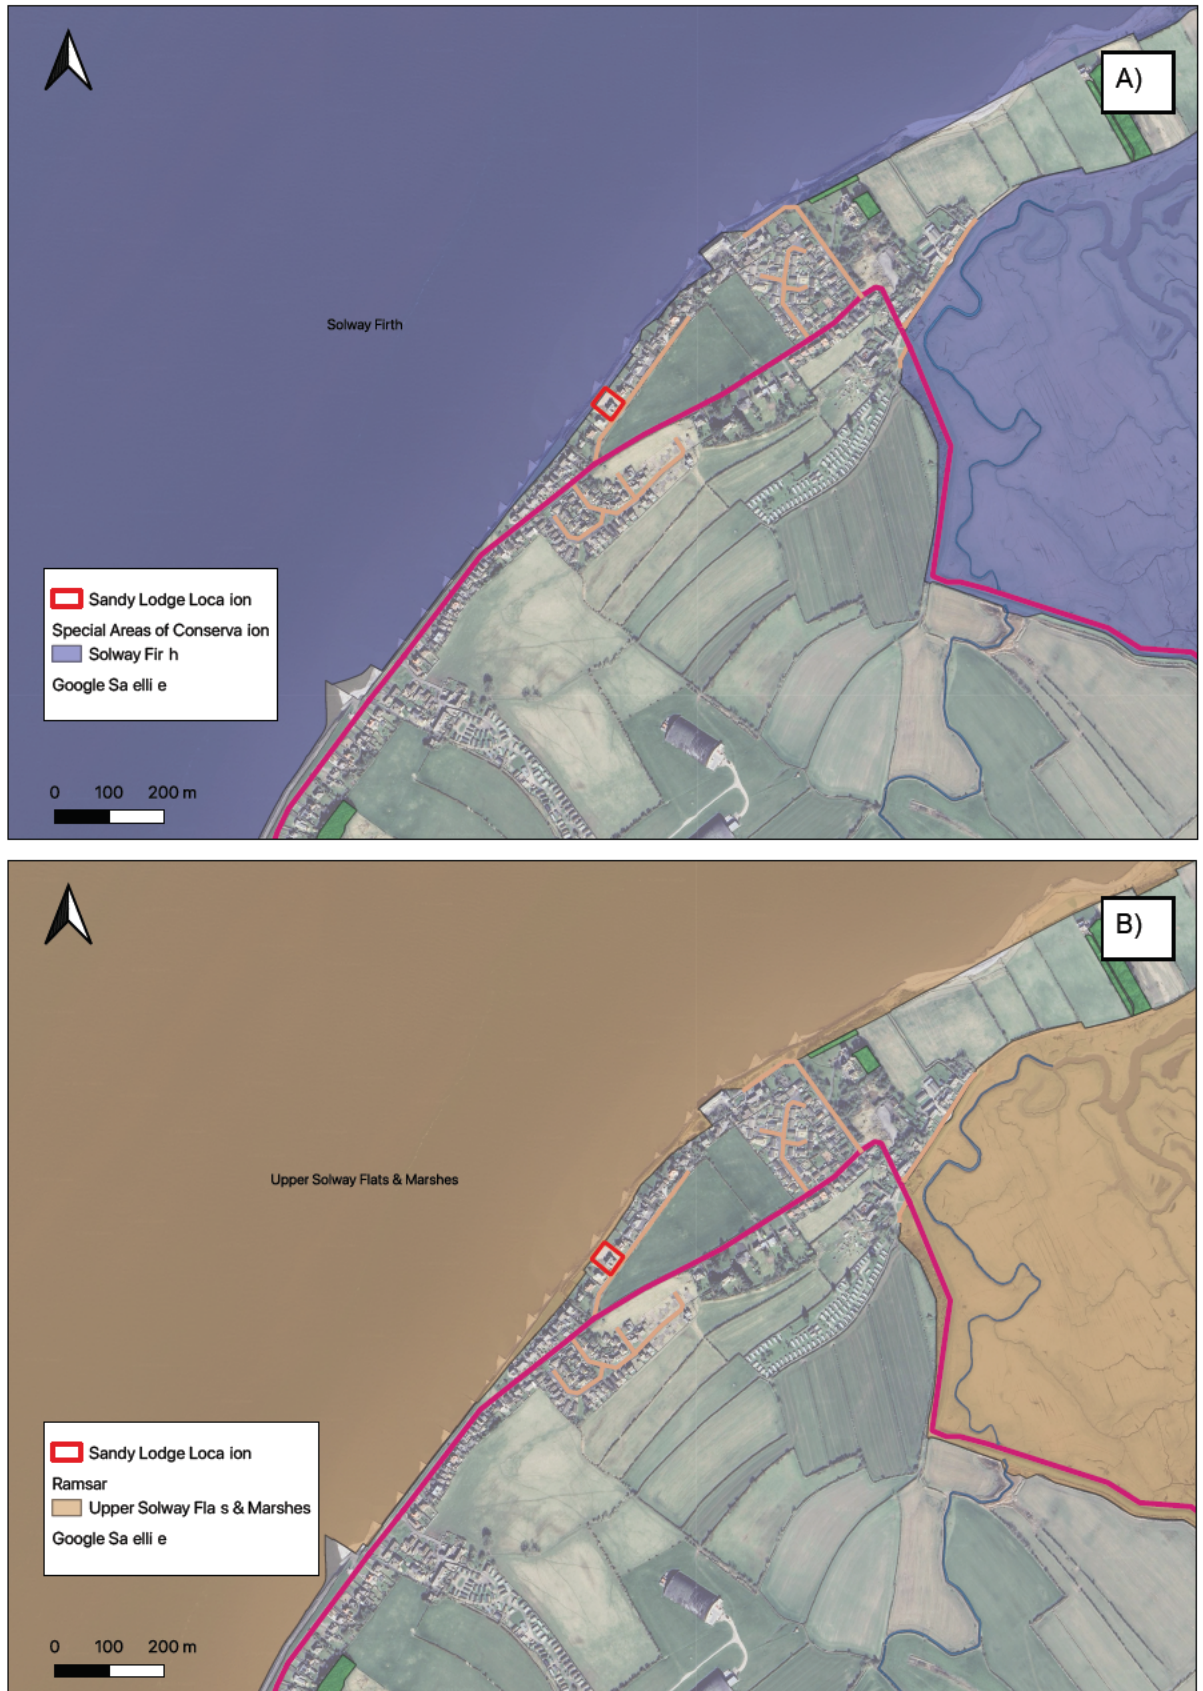 A)
Solway Firth
Sandy Lodge Loca ion
Special Areas of Conserva ion
Solway Fir h
Google Sa elli e
0 100 200 m
B)
Upper Solway Flats & Marshes
Sandy Lodge Loca ion
Ramsar
Upper Solway Fla s & Marshes
Google Sa elli e
0 100 200 m